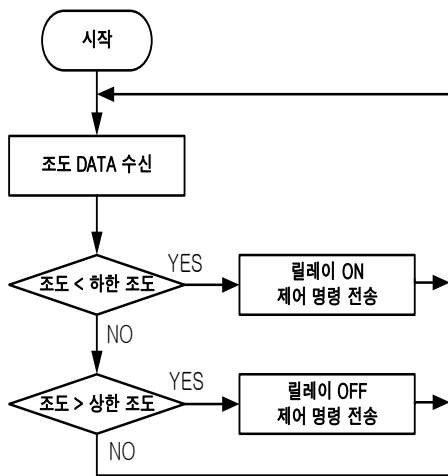 시작
조도 DATA 수신
조도 < 하한 조도
YES
릴레이 ON
제어 명령 전송
NO
조도 > 상한 조도
YES
릴레이 OFF
제어 명령 전송
NO